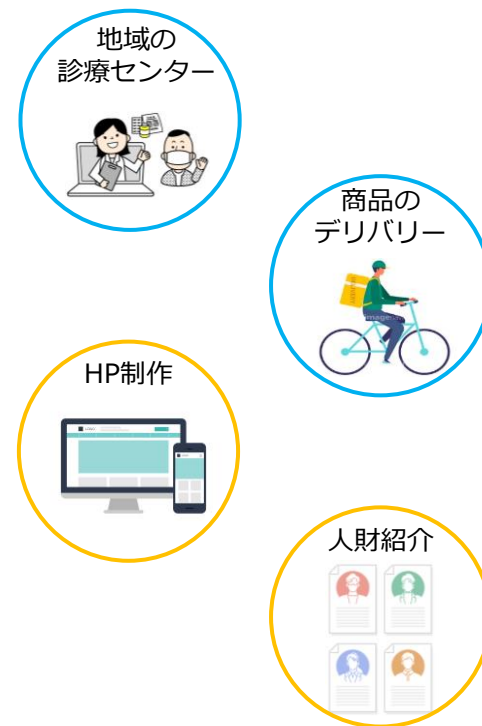 地域の
診療センター
商品の
デリバリー
HP制作
人財紹介